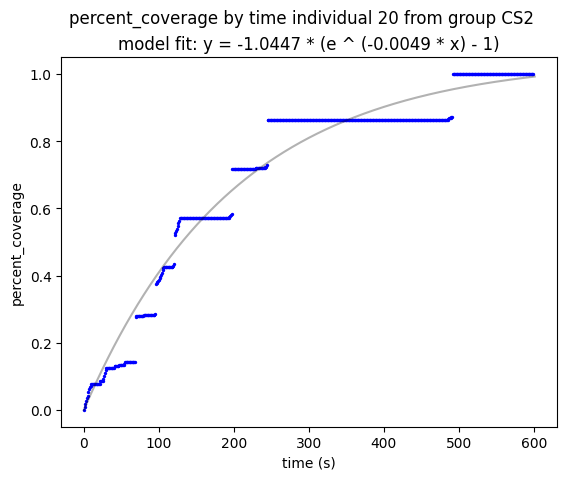 percent_coverage by time individual 20 from group CS2
model fit: y = -1.0447 * (e ^ (-0.0049 * x) - 1)
1.0
0.8
0.6
0.4
0.2
0.0
percent_coverage
0 100 200 300 400 500 600
time (s)